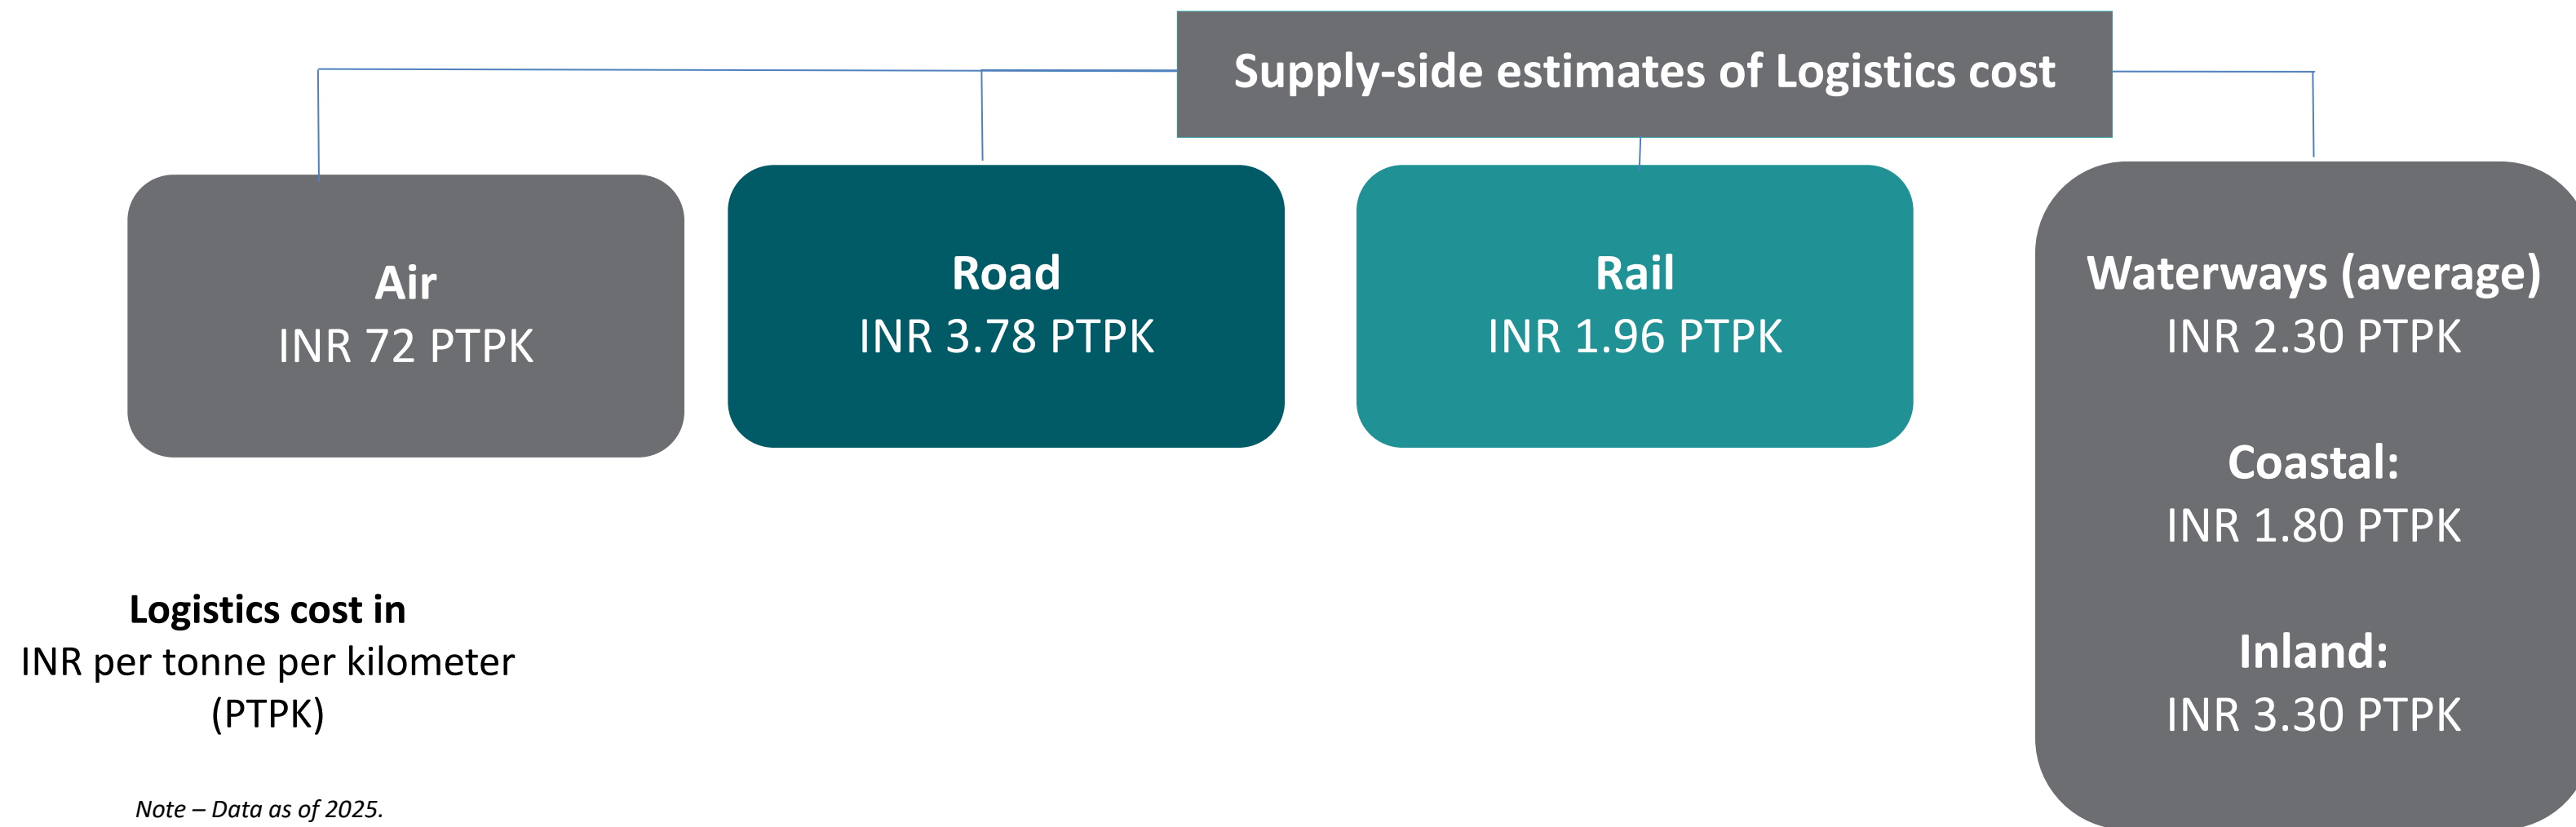 Supply-side estimates of Logistics cost
Air
INR 72 PTPK
Road
INR 3.78 PTPK
Rail
INR 1.96 PTPK
Waterways (average)
INR 2.30 PTPK
Coastal:
INR 1.80 PTPK
Inland:
INR 3.30 PTPK
Logistics cost in
INR per tonne per kilometer
(PTPK)
Note – Data as of 2025.